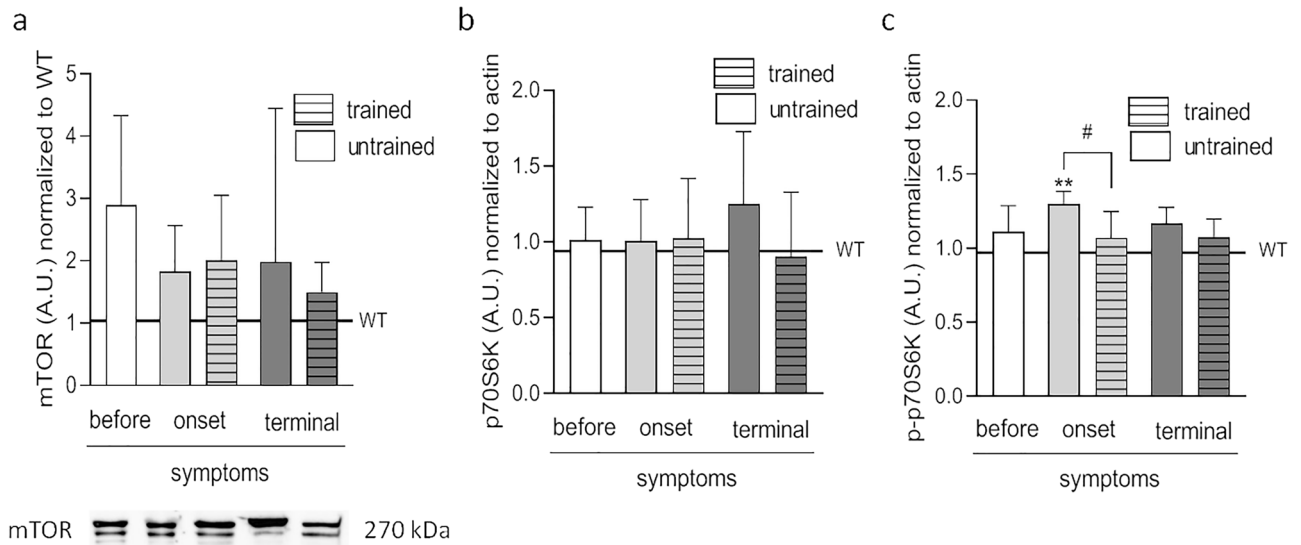 a
mTOR (A.U.) normalized to WT
5
4
3
2
1
0
trained
untrained
WT
before onset terminal
symptoms
mTOR 270 kDa
b
p70S6K (A.U.) normalized to actin
2.0
1.5
1.0
0.5
0.0
trained
untrained
WT
before onset terminal
symptoms
c
p-p70S6K (A.U.) normalized to actin
2.0
1.5
1.0
0.5
0.0
trained
untrained
#
**
WT
before onset terminal
symptoms